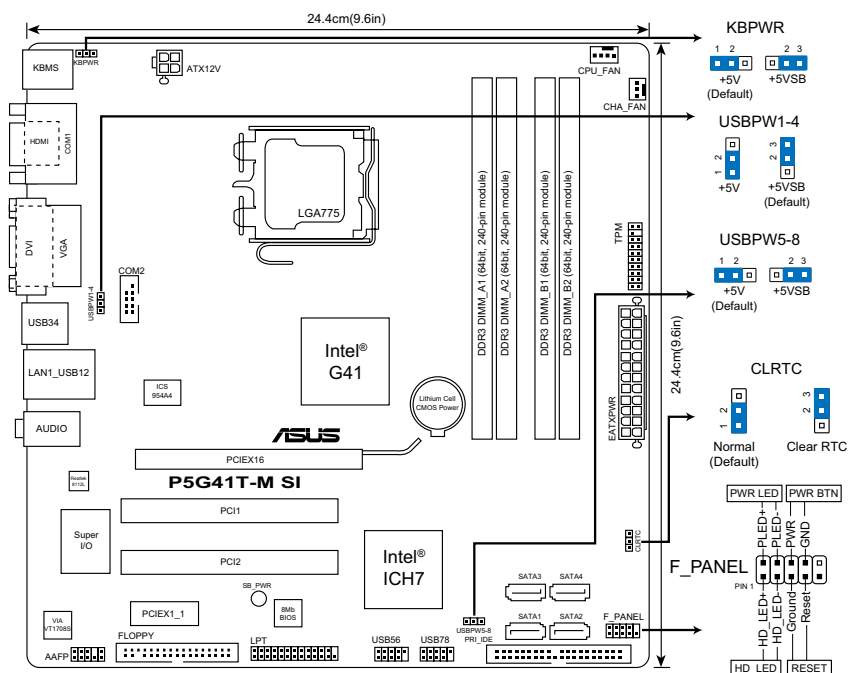 24.4cm(9.6in)
KBMS
KBPWR
ATX12V
CPU_FAN
CHA_FAN
HDMI
COM1
LGA775
DVI
VGA
COM2
USBPW1-4
USB34
LAN1_USB12
AUDIO
DDR3 DIMM_A1 (64bit, 240-pin module)
DDR3 DIMM_A2 (64bit, 240-pin module)
DDR3 DIMM_B1 (64bit, 240-pin module)
DDR3 DIMM_B2 (64bit, 240-pin module)
TPM
EATXPWR
24.4cm(9.6in)
Intel®
G41
ICS
954A4
Lithium Cell
CMOS Power
ASUS
PCIEX16
P5G41T-M SI
Realtek
8112L
PCI1
Super
I/O
PCI2
Intel®
ICH7
CLRTC
SB_PWR
8Mb
BIOS
PCIEX1_1
VIA
VT1708S
AAFP
FLOPPY
LPT
USB56
USB78
USBPW5-8
PRI_IDE
SATA3
SATA4
SATA1
SATA2
F_PANEL
KBPWR
1 2
2 3
+5V
(Default)
+5VSB
USBPW1-4
1
2
2
3
+5V
+5VSB
(Default)
USBPW5-8
1 2
2 3
+5V
(Default)
+5VSB
CLRTC
1
2
2
3
Normal
(Default)
Clear RTC
PWR LED
PWR BTN
PLED+
PLED-
PWR
GND
F_PANEL
PIN 1
HD_LED+
HD_LED-
Ground
Reset
HD_LED
RESET